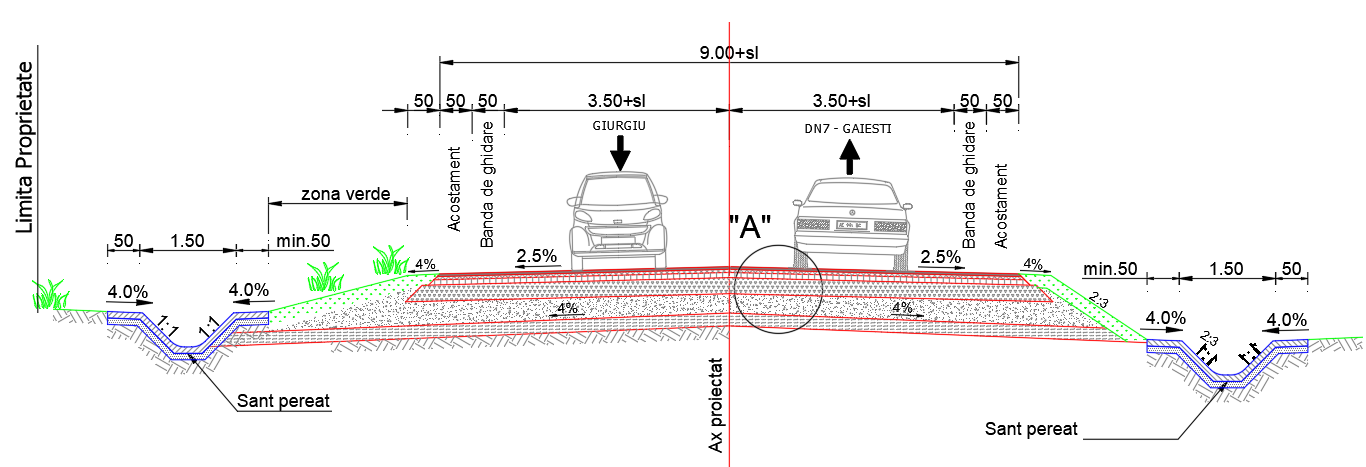 9.00+sl
50
50
50
3.50+sl
3.50+sl
50
50
GIURGIU
DN7 - GAIESTI
Limita Proprietate
Acostament
Banda de ghidare
Banda de ghidare
Acostament
zona verde
"A"
50
1.50
min.50
4%
2.5%
2.5%
4%
min.50
1.50
50
4.0%
4.0%
1:1
1:1
4%
4%
2:3
4.0%
4.0%
2:3
Sant pereat
Ax proiectat
Sant pereat